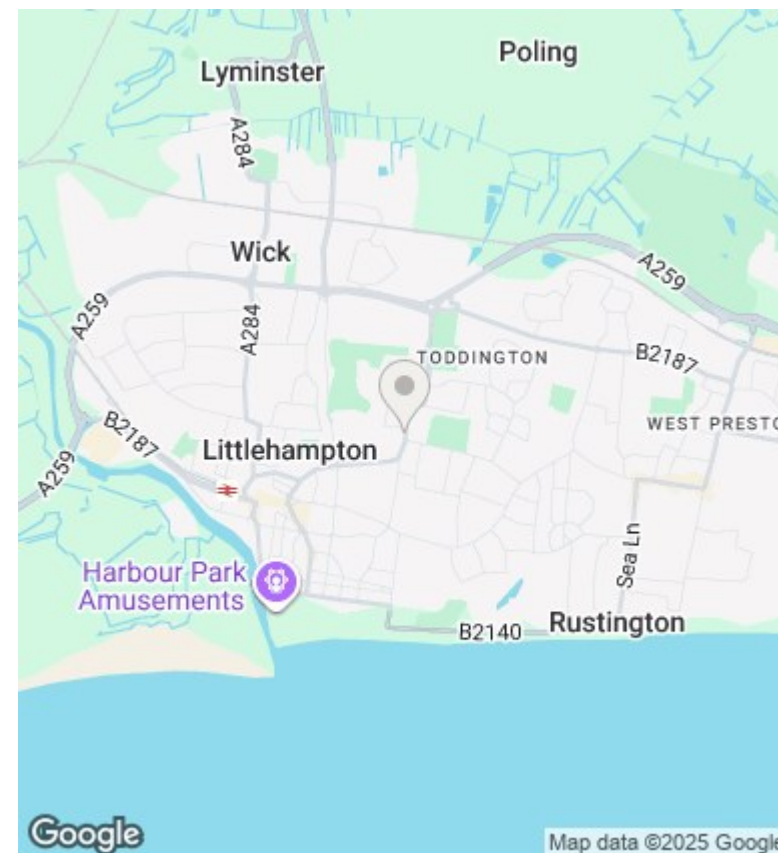 Poling
Lyminster
A284
Wick
A259
A259
A284
TODDINGTON
B2187
WEST PRESTO
B2187
Littlehampton
A259
Sea Ln
Harbour Park
Amusements
Rustington
B2140
Google
Map data ©2025 Google